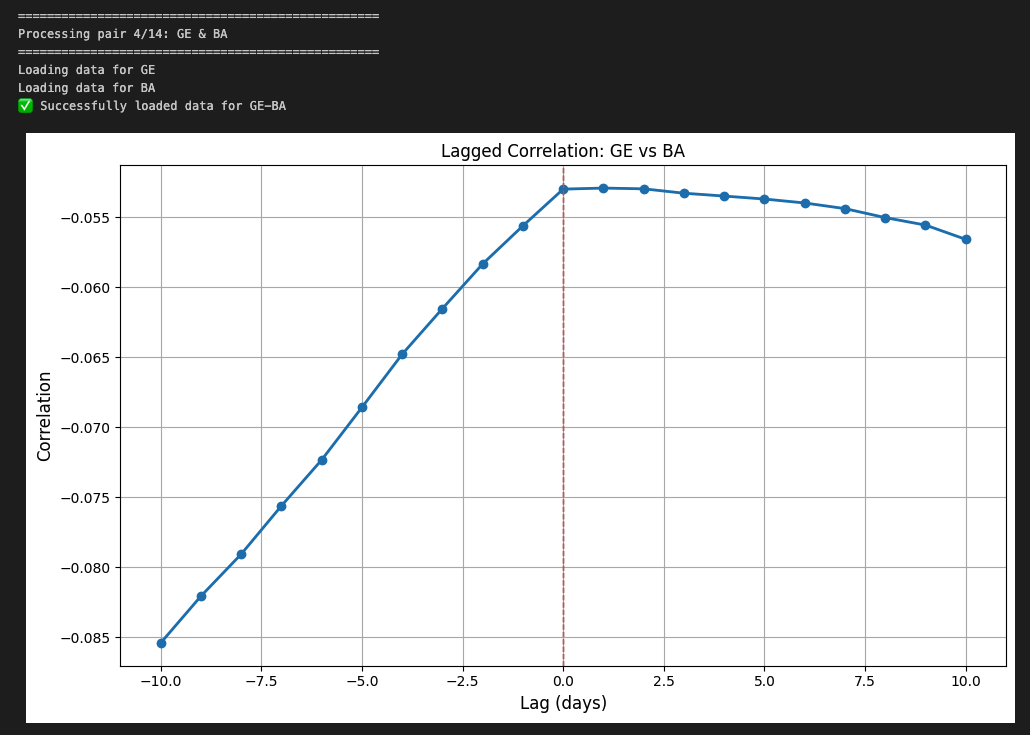 ==================================================
Processing pair 4/14: GE & BA
==================================================
Loading data for GE
Loading data for BA
✅ Successfully loaded data for GE-BA
Lagged Correlation: GE vs BA
Correlation
−0.055
−0.060
−0.065
−0.070
−0.075
−0.080
−0.085
−10.0 −7.5 −5.0 −2.5 0.0 2.5 5.0 7.5 10.0
Lag (days)